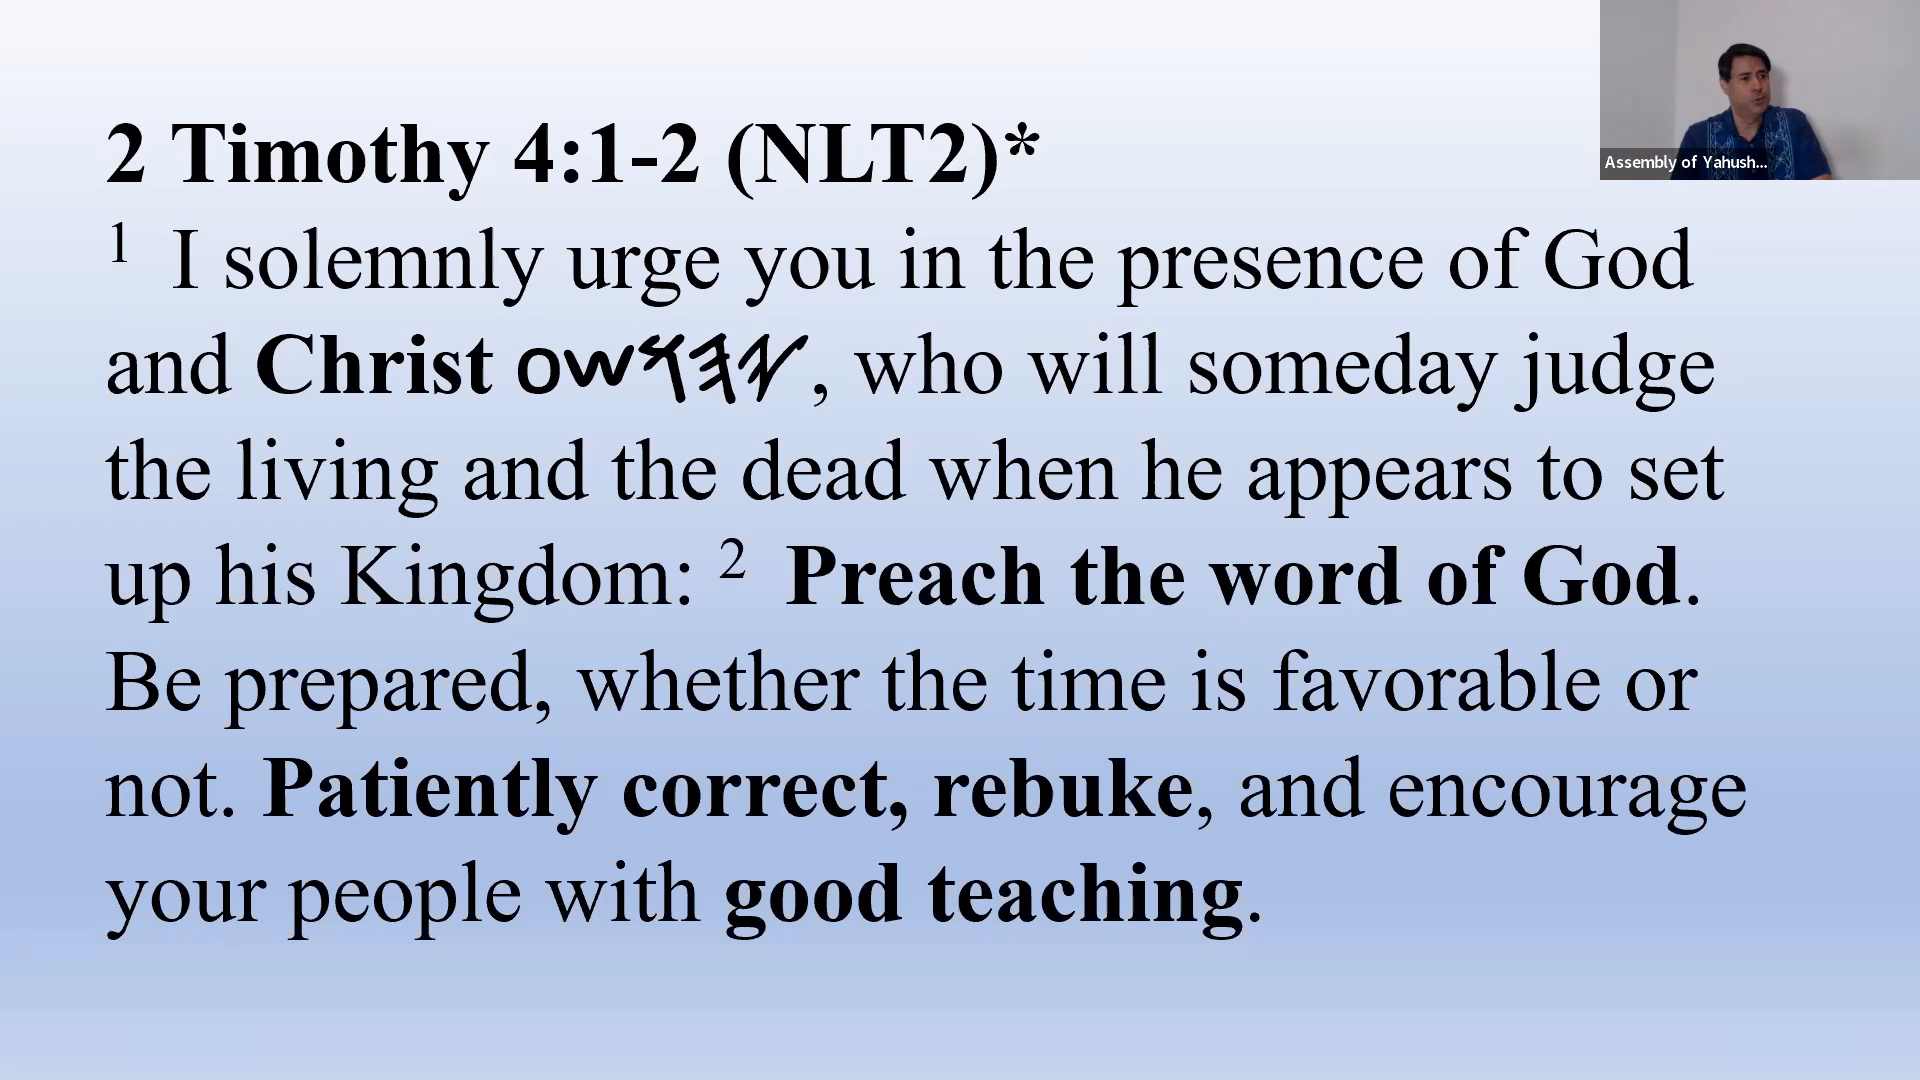 2 Timothy 4:1-2 (NLT2)*
1 I solemnly urge you in the presence of God
and Christ 𐤉𐤄𐤅𐤔𐤏, who will someday judge
the living and the dead when he appears to set
up his Kingdom: 2 Preach the word of God.
Be prepared, whether the time is favorable or
not. Patiently correct, rebuke, and encourage
your people with good teaching.
Assembly of Yahush...